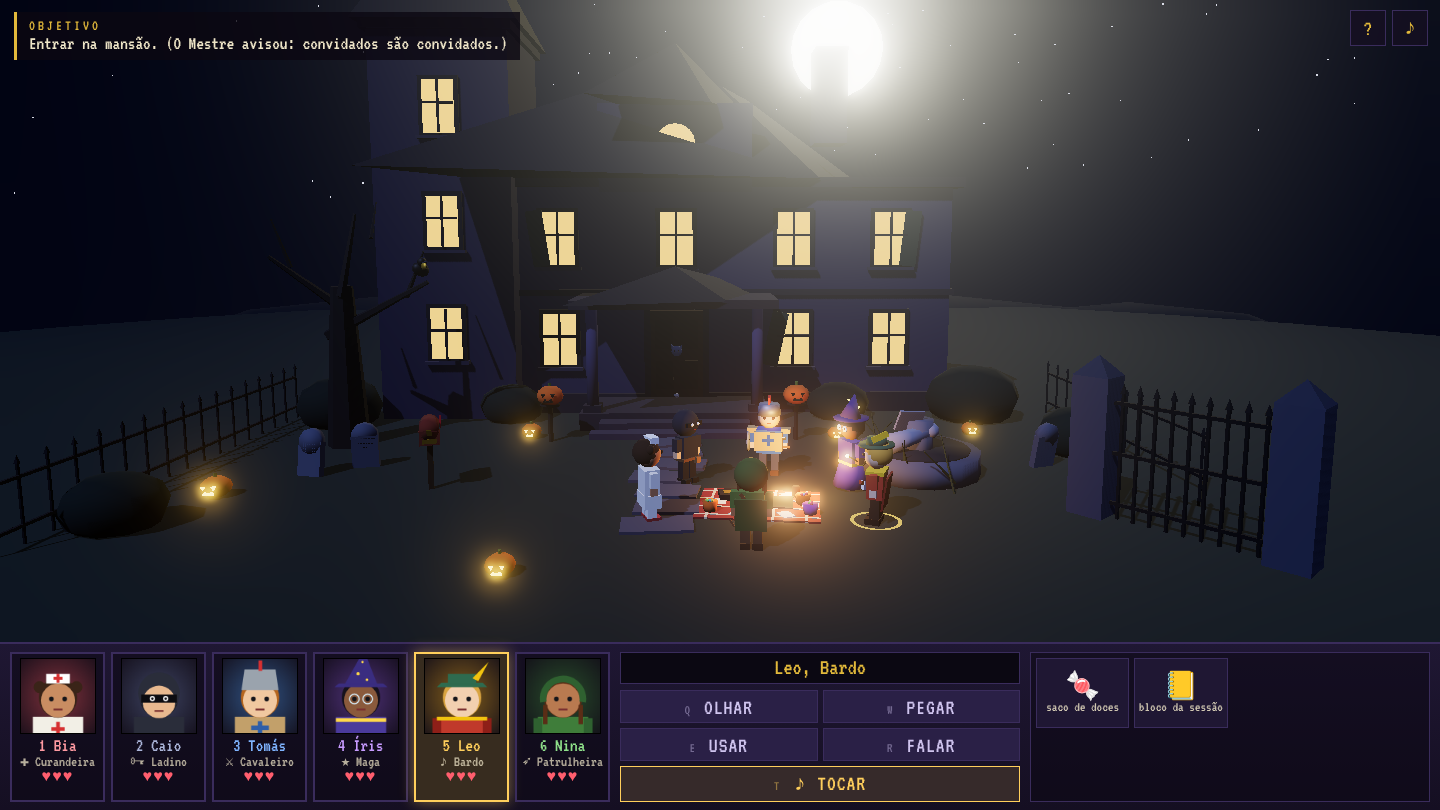 OBJETIVO
Entrar na mansão. (O Mestre avisou: convidados são convidados.)
? ♪
1 Bia
✚ Curandeira
♥♥♥
2 Caio
🗝 Ladino
♥♥♥
3 Tomás
⚔ Cavaleiro
♥♥♥
4 Íris
★ Maga
♥♥♥
5 Leo
♪ Bardo
♥♥♥
6 Nina
➶ Patrulheira
♥♥♥
Leo, Bardo
Q OLHAR
W PEGAR
E USAR
R FALAR
T ♪ TOCAR
saco de doces
bloco da sessão